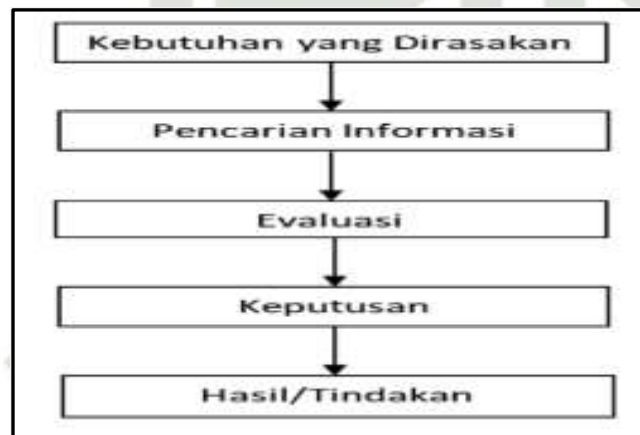 Kebutuhan yang Dirasakan
Pencarian Informasi
Evaluasi
Keputusan
Hasil/Tindakan